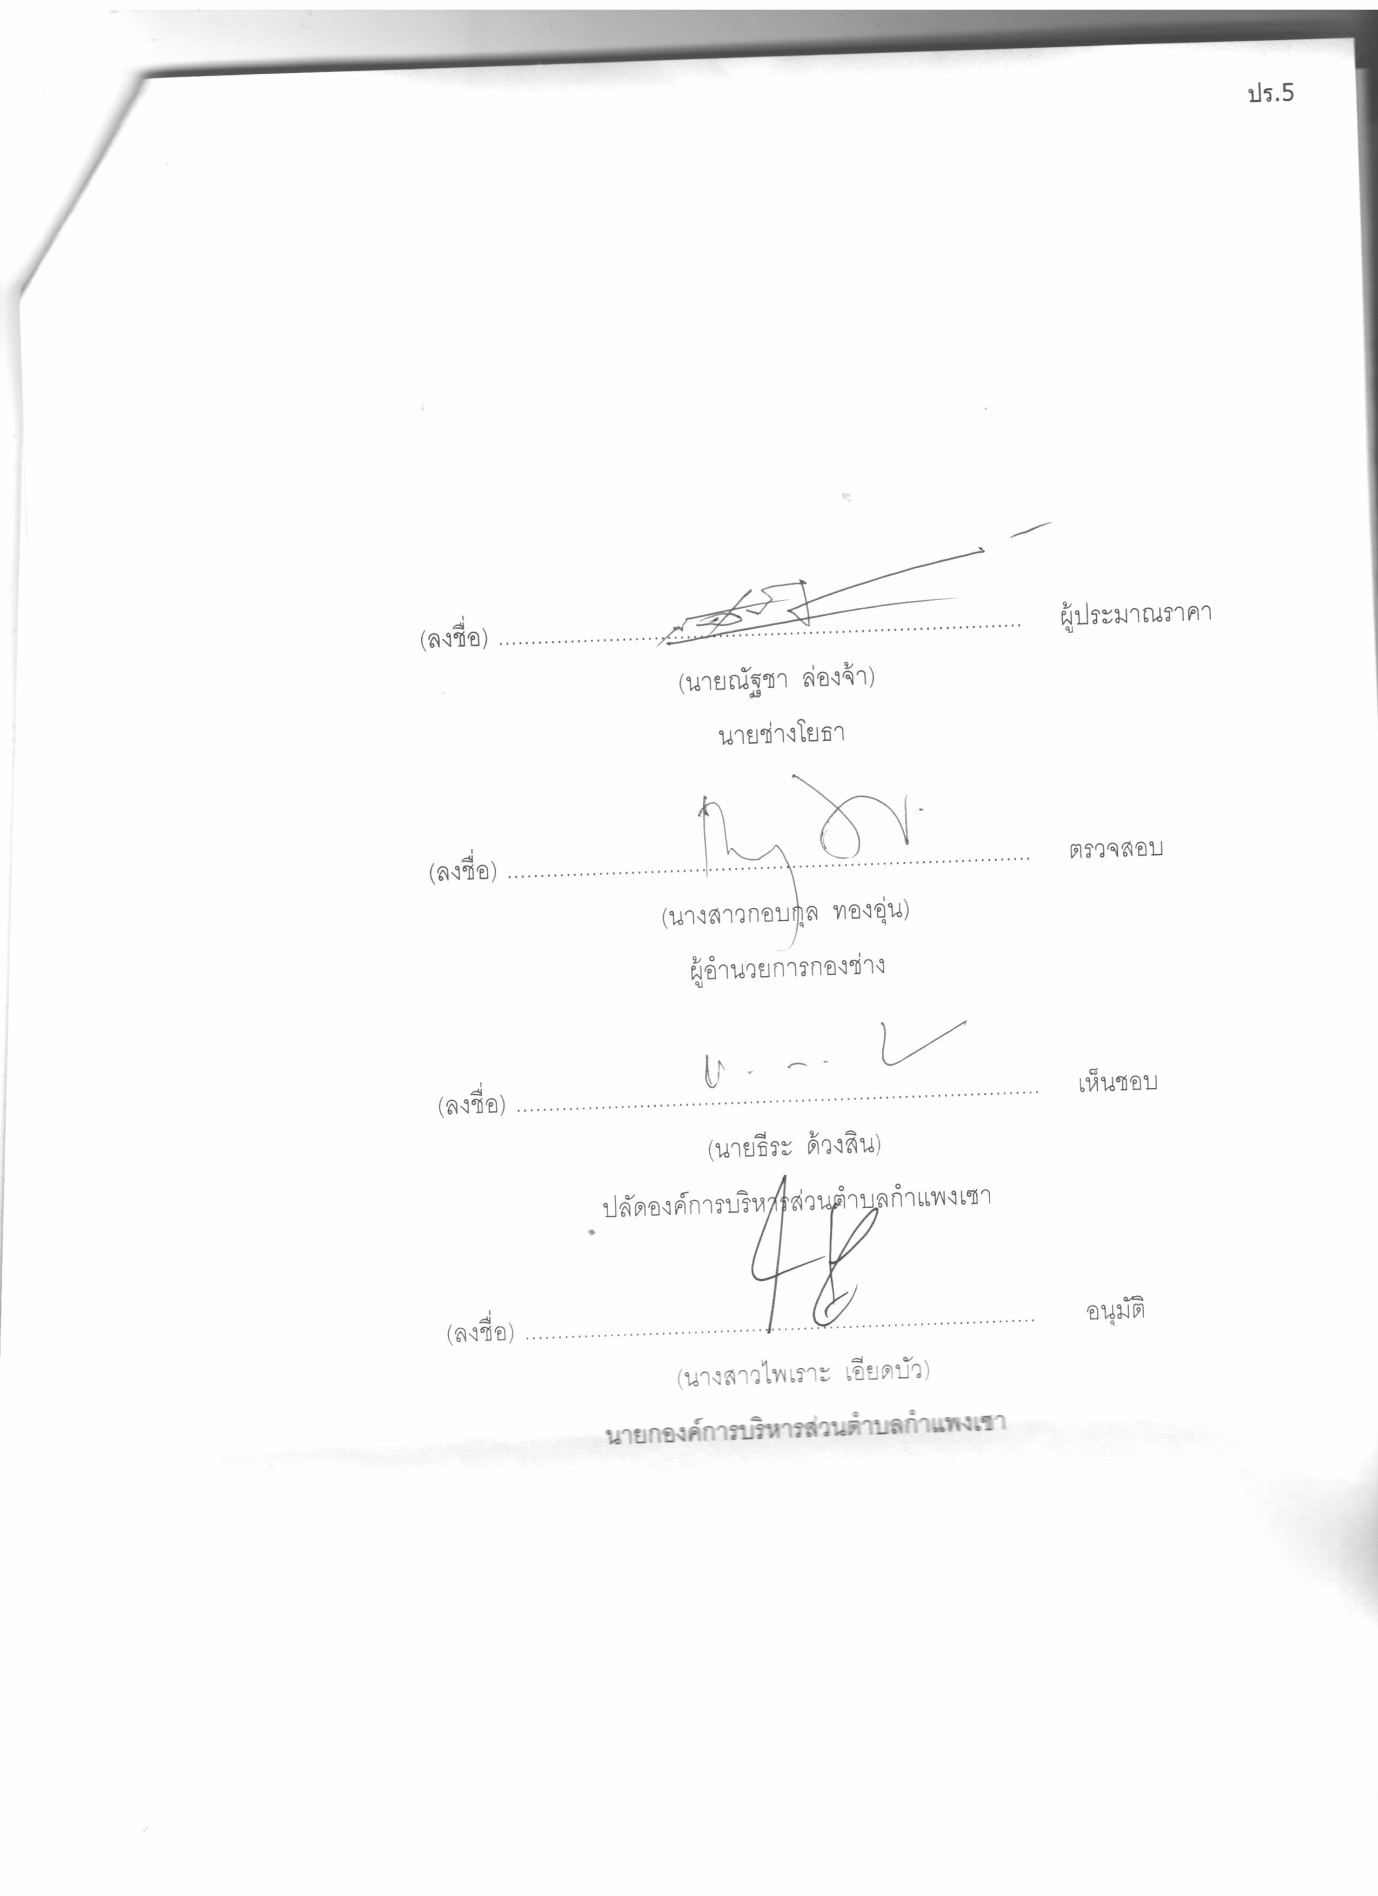 ปร.5
(ลงชื่อ) ........................................ ผู้ประมาณราคา
(นายณัฐชา ล่องจ้า)
นายช่างโยธา
(ลงชื่อ) ........................................ ตรวจสอบ
(นางสาวกอบกุล ทองอุ่น)
ผู้อำนวยการกองช่าง
(ลงชื่อ) ........................................ เห็นชอบ
(นายธีระ ด้วงสิน)
ปลัดองค์การบริหารส่วนตำบลกำแพงเซา
(ลงชื่อ) ........................................ อนุมัติ
(นางสาวไพเราะ เอียดบัว)
นายกองค์การบริหารส่วนตำบลกำแพงเซา